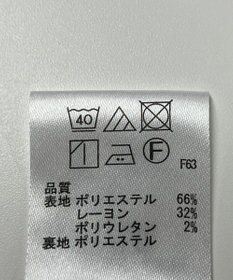 40
F
F63
品質
表地 ポリエステル 66%
レーヨン 32%
ポリウレタン 2%
裏地 ポリエステル